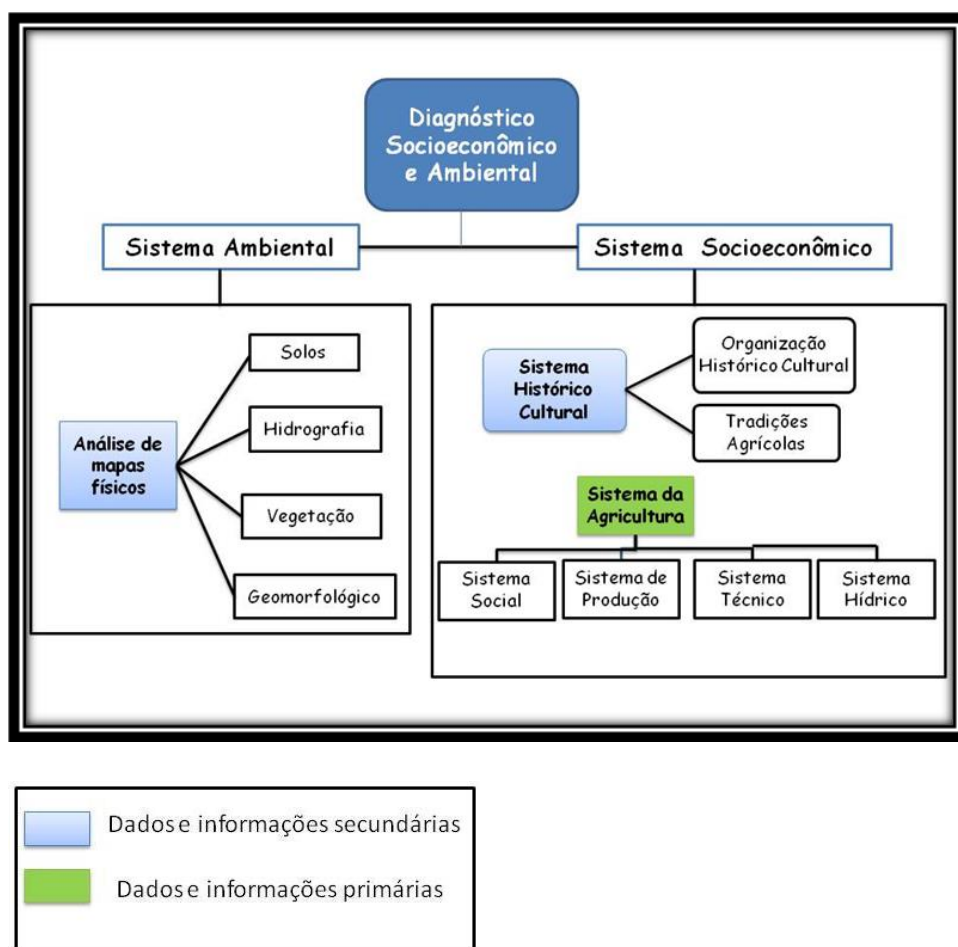 Diagnóstico
Socioeconômico
e Ambiental
Sistema Ambiental
Sistema Socioeconômico
Análise de
mapas
físicos
Solos
Hidrografia
Vegetação
Geomorfológico
Sistema
Histórico
Cultural
Organização
Histórico Cultural
Tradições
Agrícolas
Sistema da
Agricultura
Sistema
Social
Sistema de
Produção
Sistema
Técnico
Sistema
Hídrico
Dados e informações secundárias
Dados e informações primárias